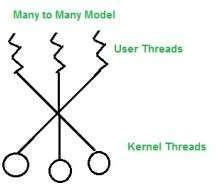 Many to Many Model
User Threads
Kernel Threads